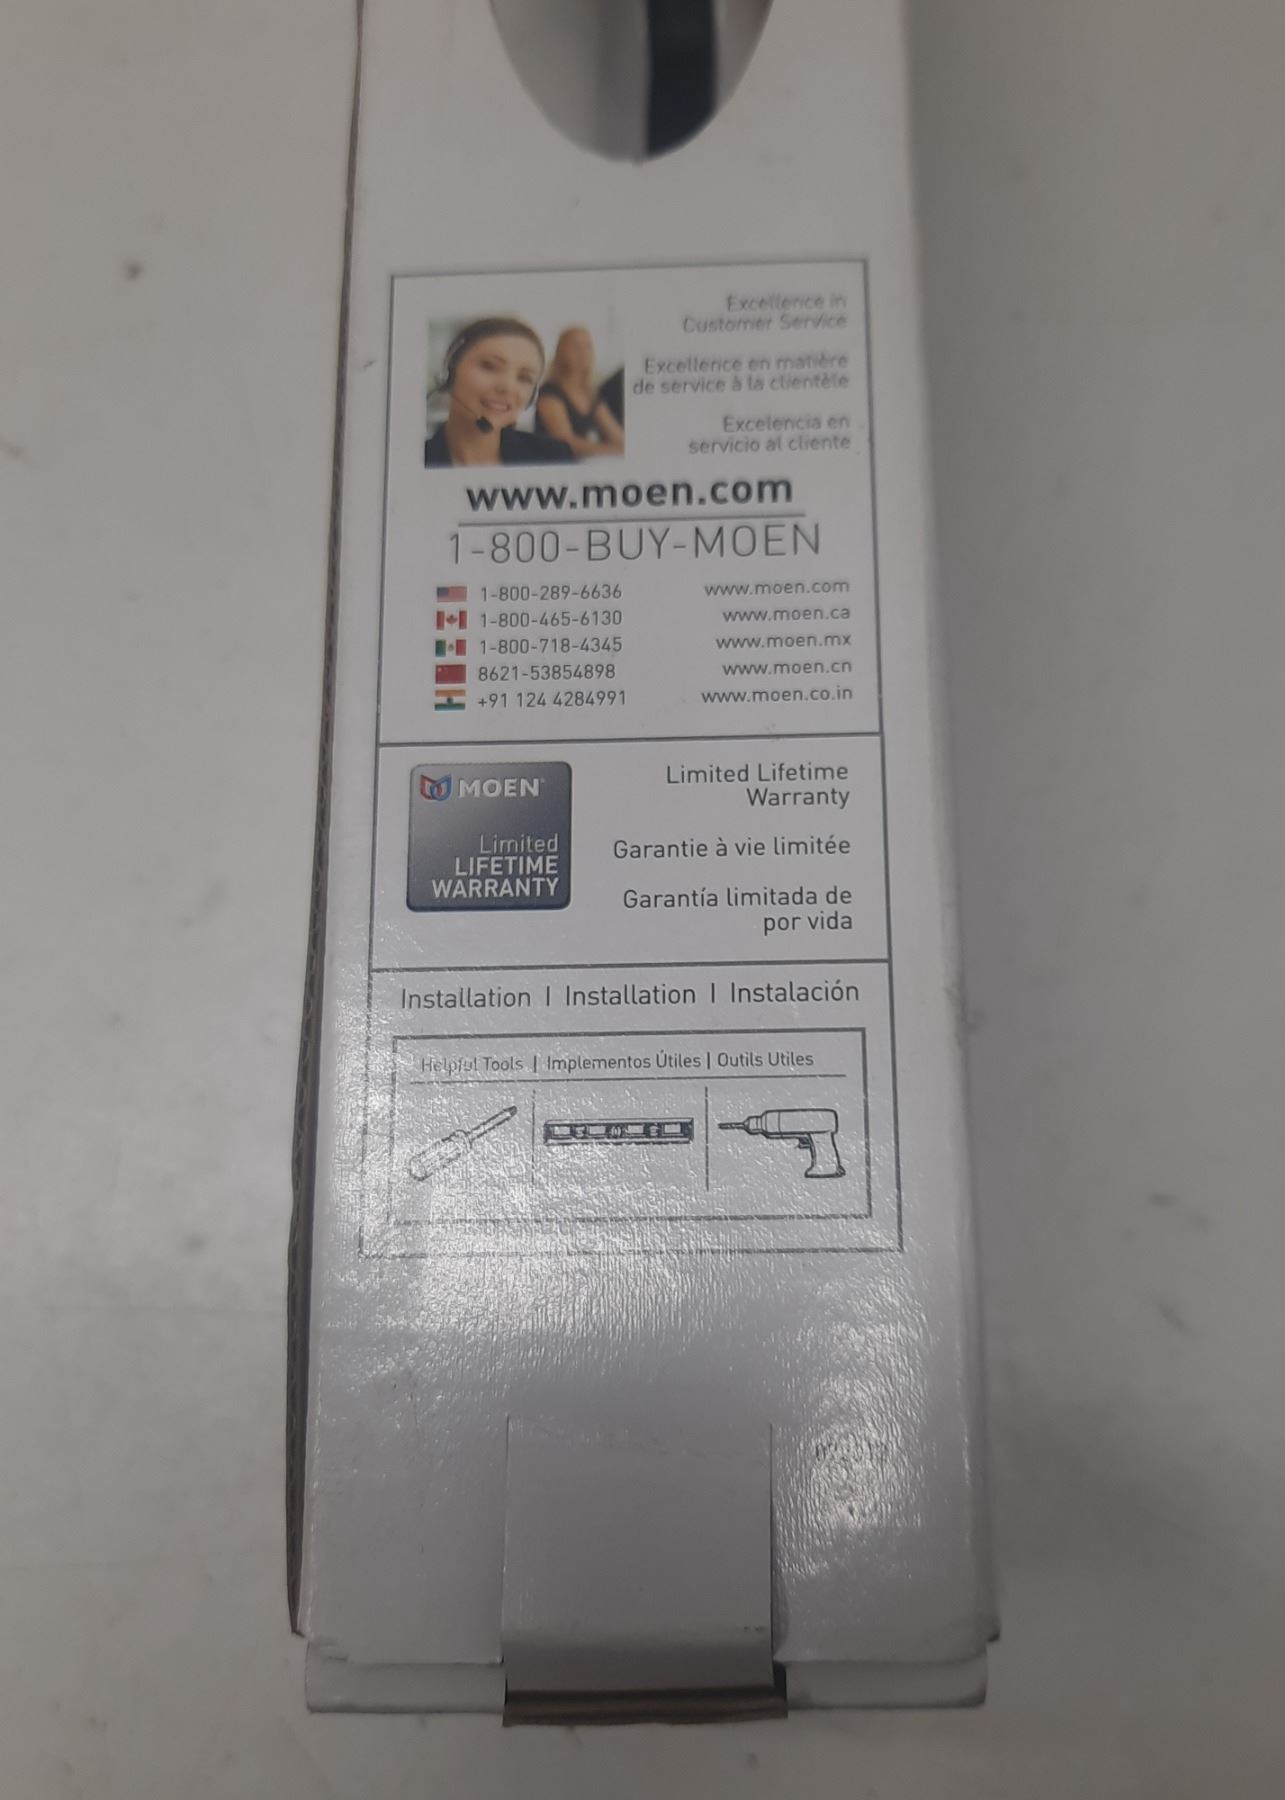 Excellence in
Customer Service
Excellence en matière
de service à la clientèle
Excelencia en
servicio al cliente
www.moen.com
1-800-BUY-MOEN
1-800-289-6636 www.moen.com
1-800-465-6130 www.moen.ca
1-800-718-4345 www.moen.mx
8621-53854898 www.moen.cn
+91 124 4284991 www.moen.co.in
MOEN
Limited
LIFETIME
WARRANTY
Limited Lifetime
Warranty
Garantie à vie limitée
Garantía limitada de
por vida
Installation | Installation | Instalación
Helpful Tools | Implementos Útiles | Outils Utiles